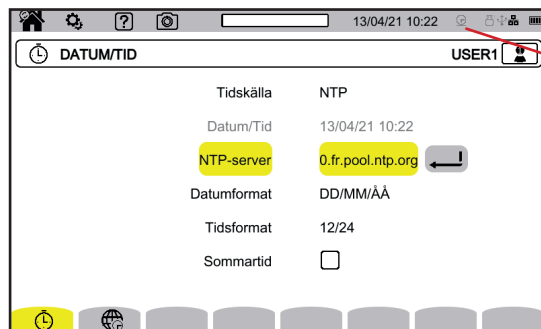 13/04/21 10:22
DATUM/TID USER1
Tidskälla NTP
Datum/Tid 13/04/21 10:22
NTP-server 0.fr.pool.ntp.org
Datumformat DD/MM/ÅÅ
Tidsformat 12/24
Sommartid